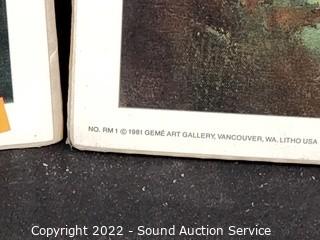 NO. RM 1 © 1981 GEMÉ ART GALLERY, VANCOUVER, WA. LITHO USA
Copyright 2022 - Sound Auction Service